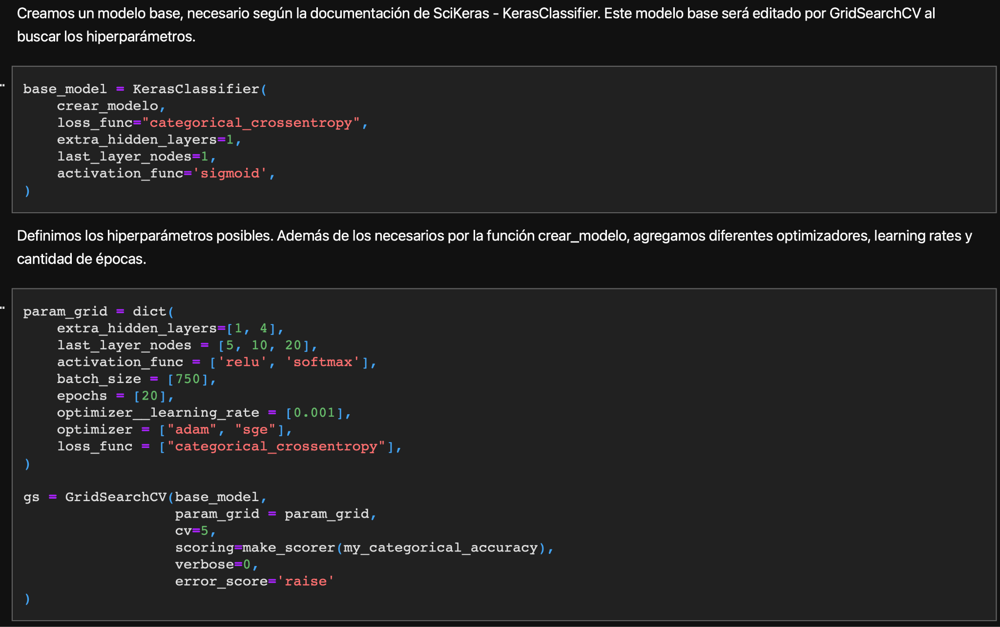 Creamos un modelo base, necesario según la documentación de SciKeras - KerasClassifier. Este modelo base será editado por GridSearchCV al
buscar los hiperparámetros.
base_model = KerasClassifier(
    crear_modelo,
    loss_func="categorical_crossentropy",
    extra_hidden_layers=1,
    last_layer_nodes=1,
    activation_func='sigmoid',
)
Definimos los hiperparámetros posibles. Además de los necesarios por la función crear_modelo, agregamos diferentes optimizadores, learning rates y
cantidad de épocas.
param_grid = dict(
    extra_hidden_layers=[1, 4],
    last_layer_nodes = [5, 10, 20],
    activation_func = ['relu', 'softmax'],
    batch_size = [750],
    epochs = [20],
    optimizer__learning_rate = [0.001],
    optimizer = ["adam", "sge"],
    loss_func = ["categorical_crossentropy"],
)
gs = GridSearchCV(base_model,
                  param_grid = param_grid,
                  cv=5,
                  scoring=make_scorer(my_categorical_accuracy),
                  verbose=0,
                  error_score='raise'
)